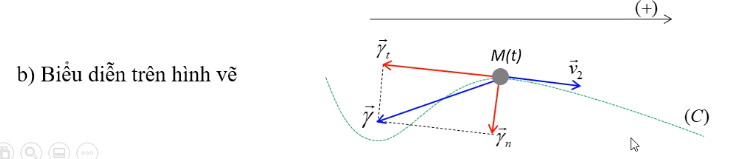 (+)
b) Biểu diễn trên hình vẽ
γ⃗t
M(t)
v⃗2
γ⃗
γ⃗n
(C)